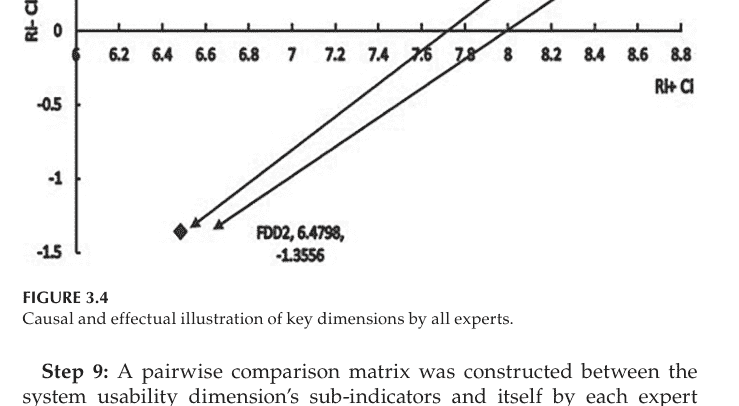 RI- CI
0
6 6.2 6.4 6.6 6.8 7 7.2 7.4 7.6 7.8 8 8.2 8.4 8.6 8.8
RI+ CI
-0.5
-1
FDD2, 6.4798,
-1.3556
-1.5
FIGURE 3.4
Causal and effectual illustration of key dimensions by all experts.
Step 9: A pairwise comparison matrix was constructed between the
system usability dimension's sub-indicators and itself by each expert